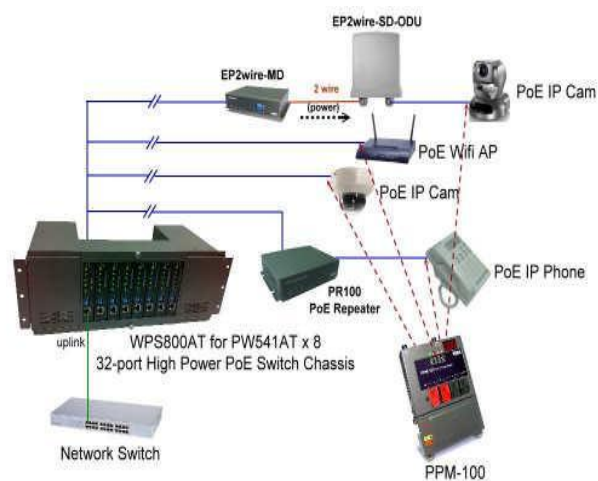 EP2wire-SD-ODU
EP2wire-MD
2 wire
(power)
PoE IP Cam
PoE Wifi AP
PoE IP Cam
PoE IP Phone
PR100
PoE Repeater
uplink
WPS800AT for PW541AT x 8
32-port High Power PoE Switch Chassis
Network Switch
PPM-100